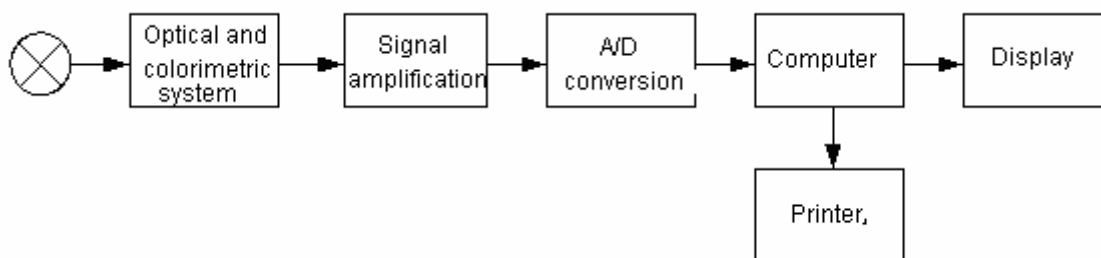 Optical and
colorimetric
system
Signal
amplification
A/D
conversion
Computer
Display
Printer.